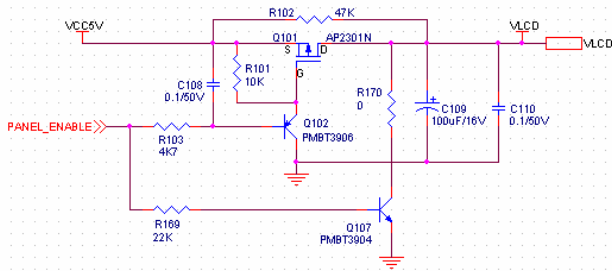 R102 47K
VCC5V
Q101 AP2301N
VLCD
S D
VLCD
G
R101
10K
C108
0.1/50V
R170
0
C109
100uF/16V
C110
0.1/50V
PANEL_ENABLE
R103
4K7
Q102
PMBT3906
R169
22K
Q107
PMBT3904